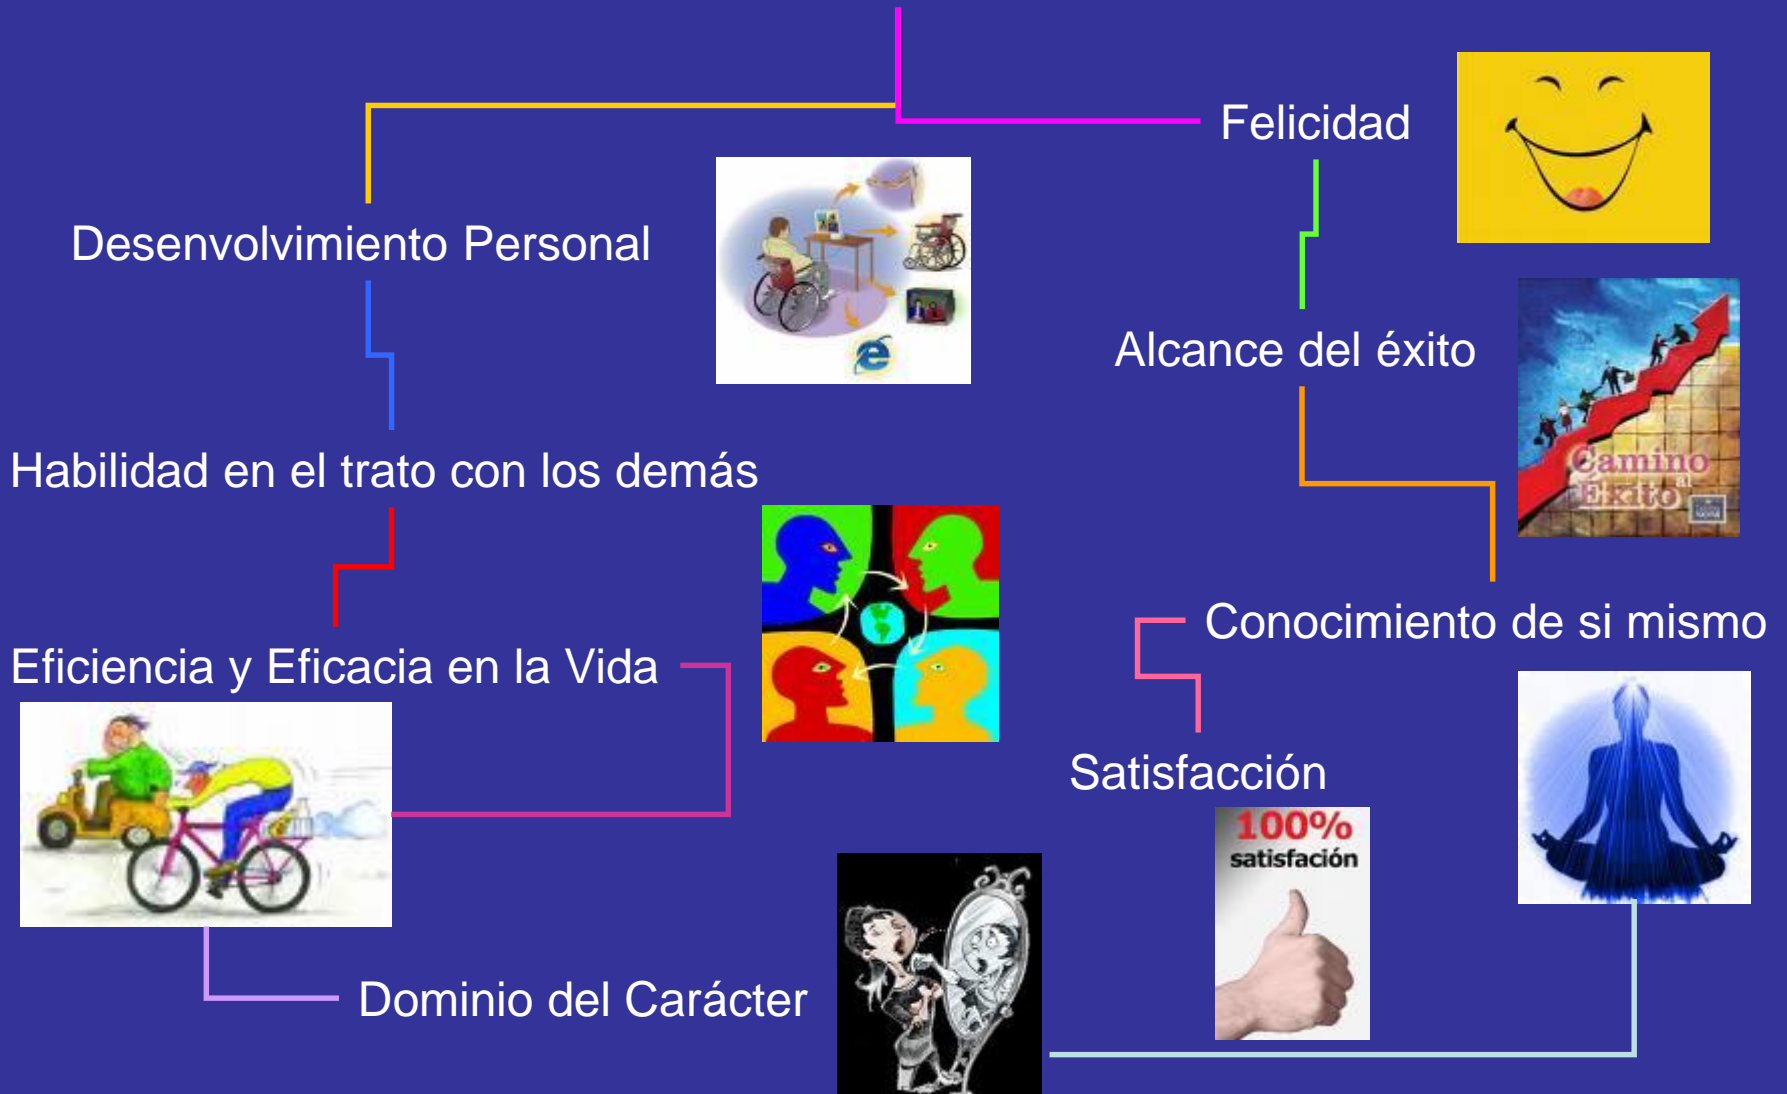 Felicidad
Desenvolvimiento Personal
Alcance del éxito
Camino
al
Exito
Habilidad en el trato con los demás
Conocimiento de si mismo
Eficiencia y Eficacia en la Vida
Satisfacción
100%
satisfación
Dominio del Carácter